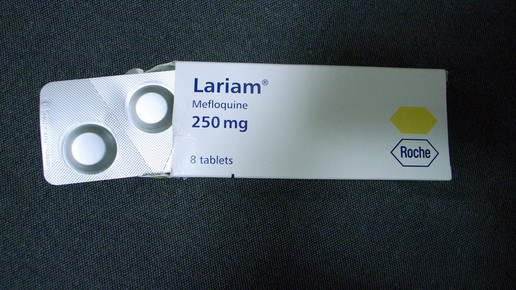 Lariam®
Mefloquine
250 mg
8 tablets
Roche